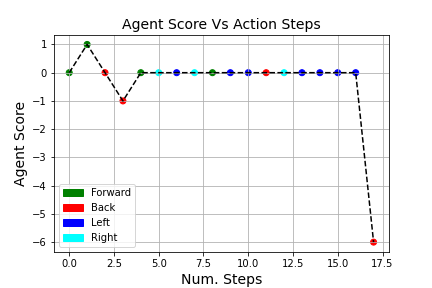 Agent Score Vs Action Steps
1
0
−1
−2
−3
−4
−5
−6
Agent Score
Forward
Back
Left
Right
0.0 2.5 5.0 7.5 10.0 12.5 15.0 17.5
Num. Steps